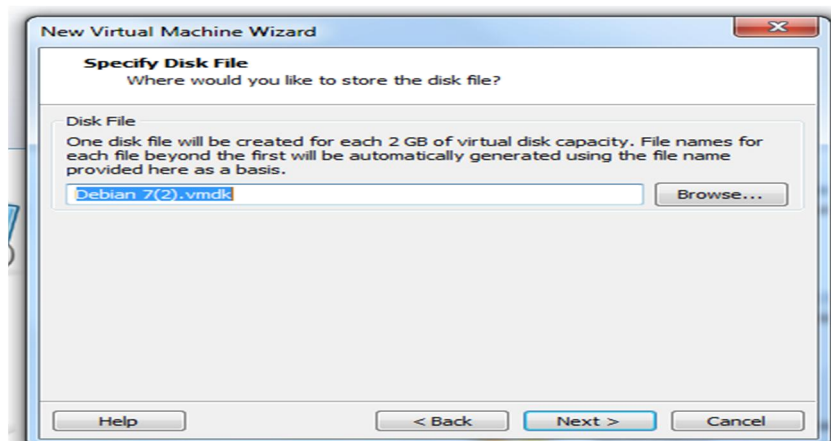 New Virtual Machine Wizard
Specify Disk File
Where would you like to store the disk file?
Disk File
One disk file will be created for each 2 GB of virtual disk capacity. File names for
each file beyond the first will be automatically generated using the file name
provided here as a basis.
Debian 7(2).vmdk
Browse...
Help
< Back
Next >
Cancel